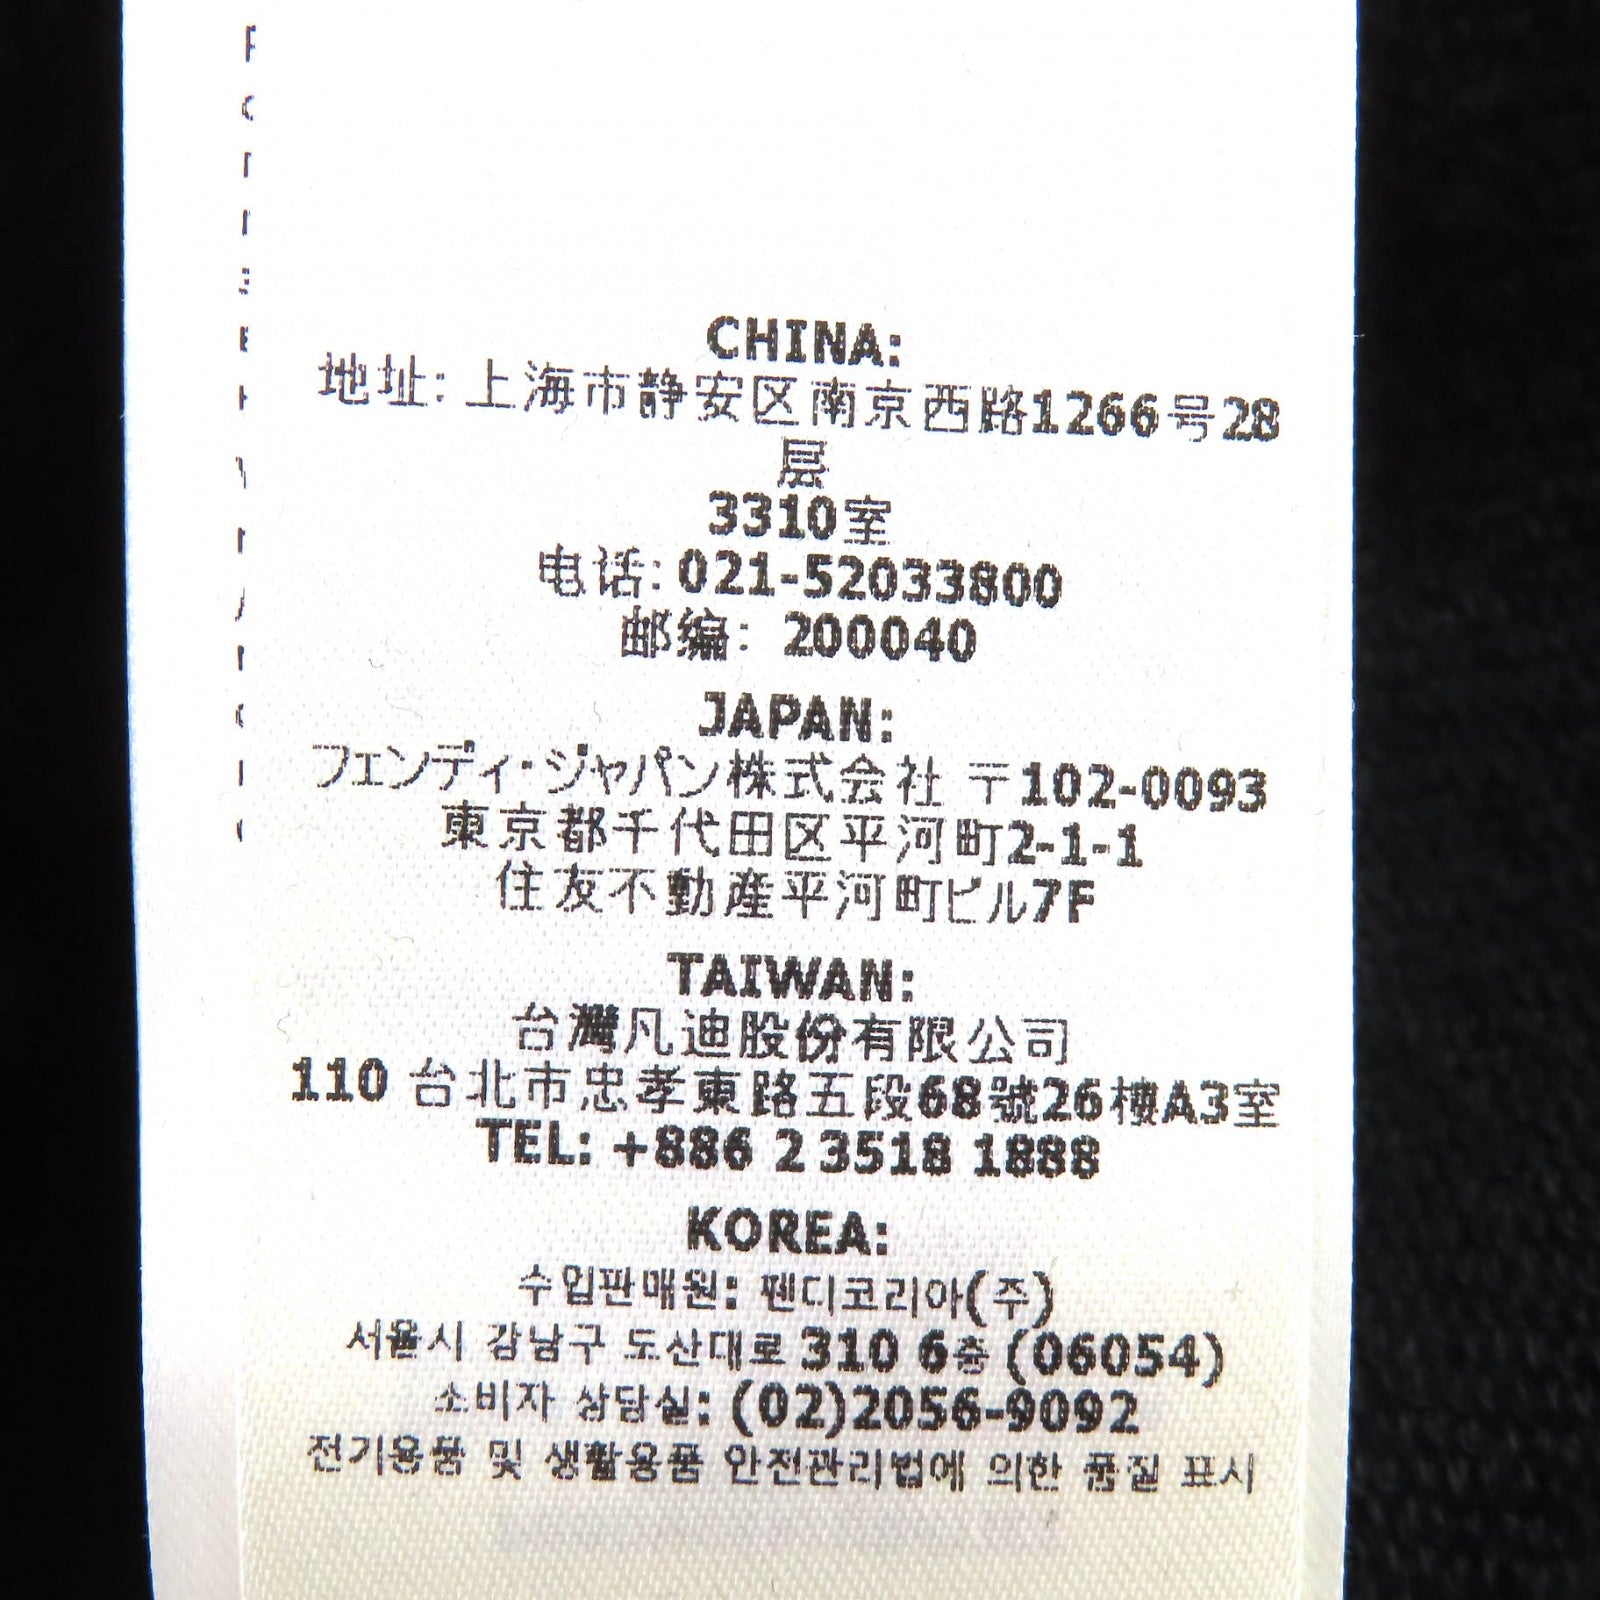 CHINA:
地址: 上海市静安区南京西路1266号28
层
3310室
电话: 021-52033800
邮编: 200040
JAPAN:
フェンディ・ジャパン株式会社 〒102-0093
東京都千代田区平河町2-1-1
住友不動産平河町ビル7F
TAIWAN:
台灣凡迪股份有限公司
110 台北市忠孝東路五段68號26樓A3室
TEL: +886 2 3518 1888
KOREA:
수입판매원: 펜디코리아(주)
서울시 강남구 도산대로 310 6층 (06054)
소비자 상담실: (02)2056-9092
전기용품 및 생활용품 안전관리법에 의한 품질 표시